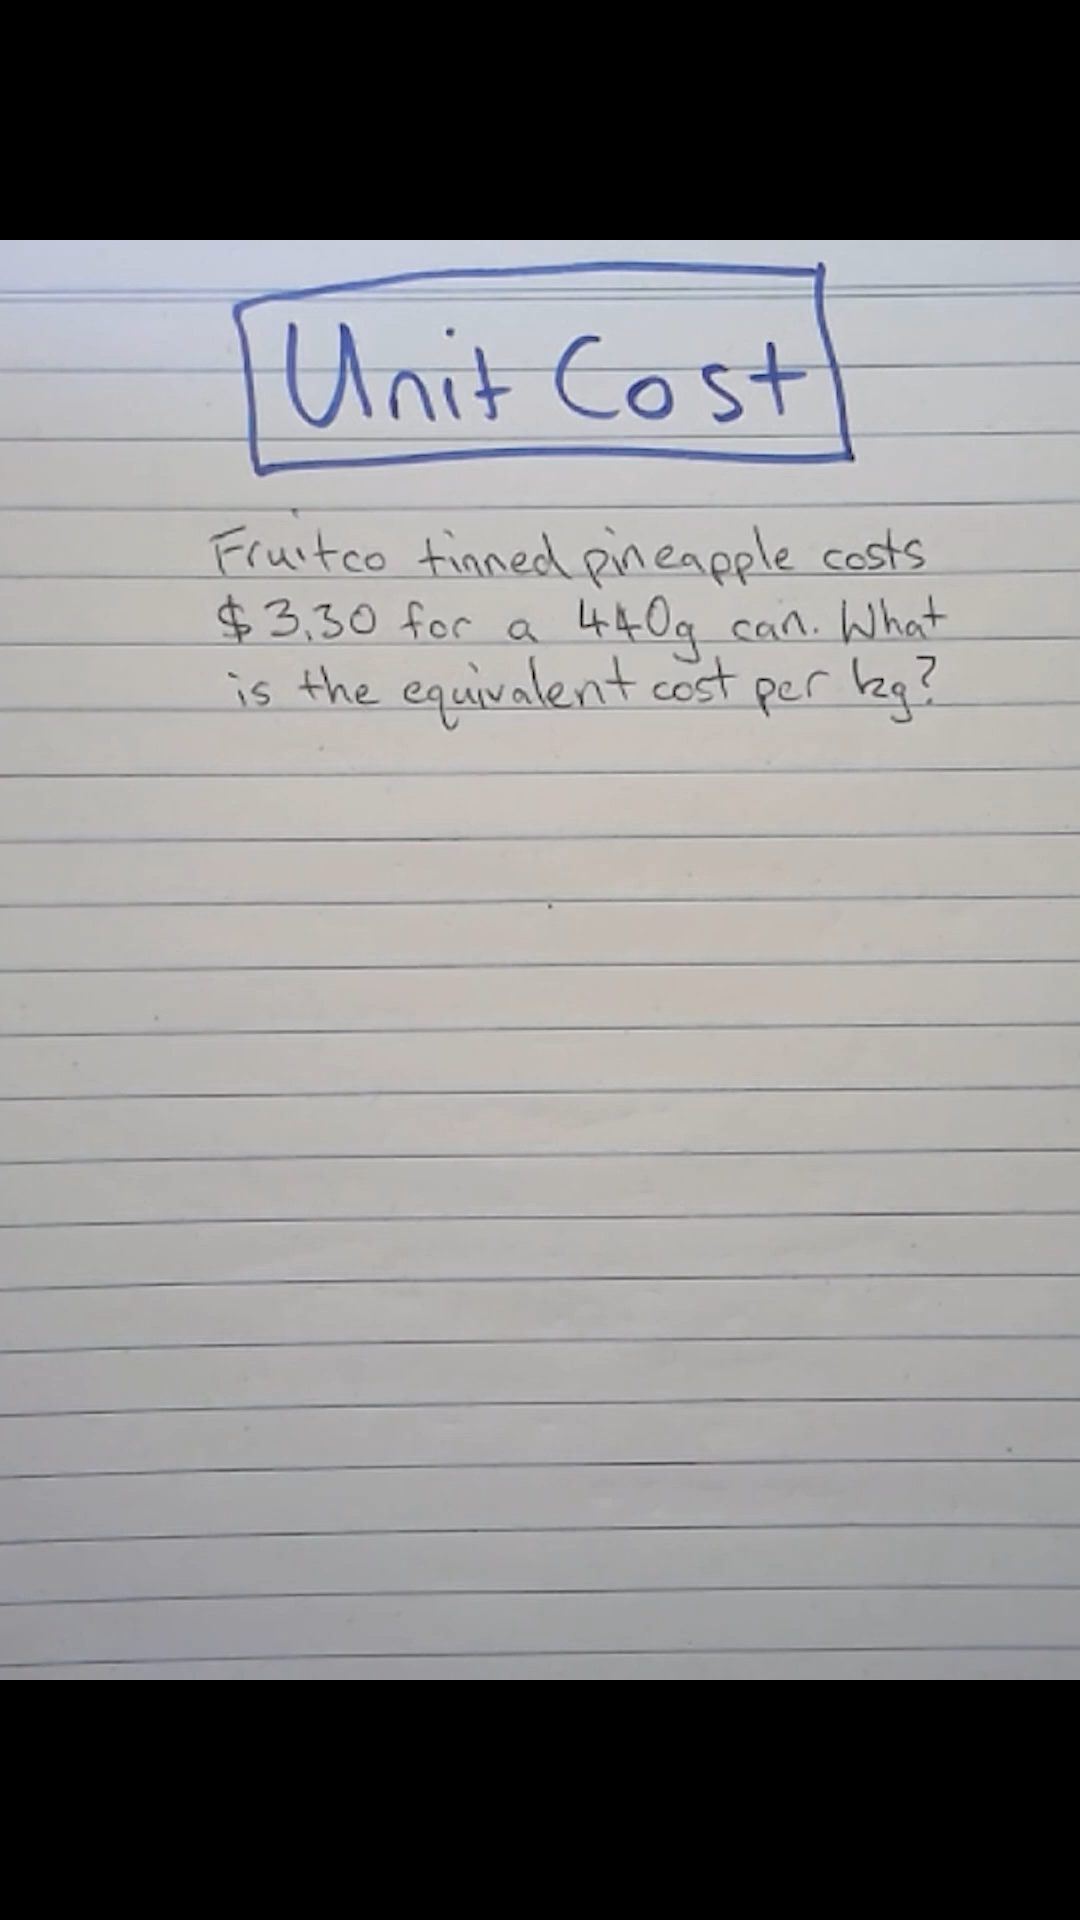 Unit Cost
Fruitco tinned pineapple costs
$3.30 for a 440g can. What
is the equivalent cost per kg?